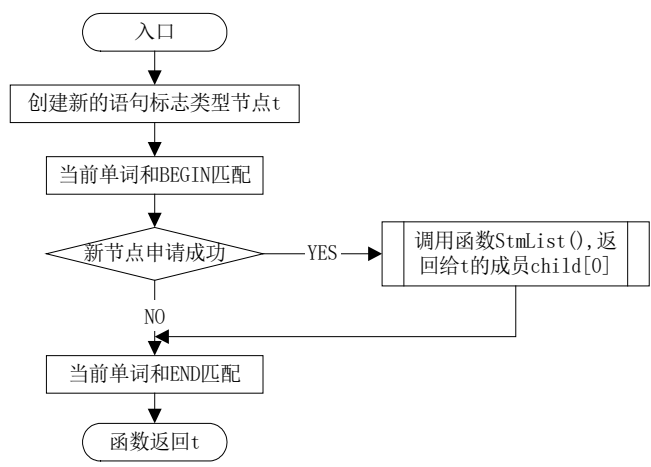 入口
创建新的语句标志类型节点t
当前单词和BEGIN匹配
新节点申请成功
YES
调用函数StmList(),返
回给t的成员child[0]
NO
当前单词和END匹配
函数返回t